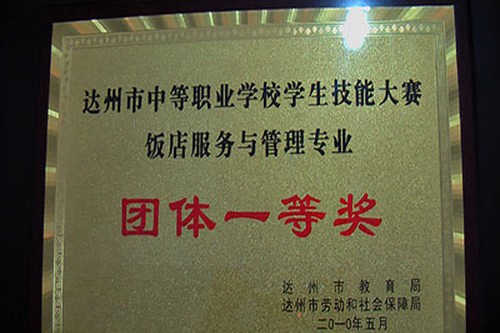 达州市中等职业学校学生技能大赛
饭店服务与管理专业
团体一等奖
达州市教育局
达州市劳动和社会保障局
二〇一〇年五月